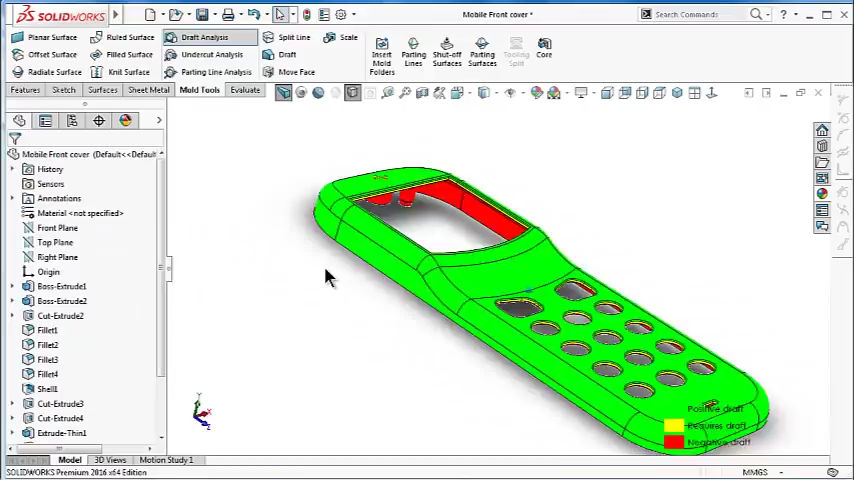 SOLIDWORKS
Mobile Front cover *
Search Commands
Planar Surface
Ruled Surface
Draft Analysis
Split Line
Scale
Offset Surface
Filled Surface
Undercut Analysis
Draft
Radiate Surface
Knit Surface
Parting Line Analysis
Move Face
Insert Mold Folders
Parting Lines
Shut-off Surfaces
Parting Surfaces
Tooling Split
Core
Features
Sketch
Surfaces
Sheet Metal
Mold Tools
Evaluate
Mobile Front cover (Default<<Default
History
Sensors
Annotations
Material <not specified>
Front Plane
Top Plane
Right Plane
Origin
Boss-Extrude1
Boss-Extrude2
Cut-Extrude2
Fillet1
Fillet2
Fillet3
Fillet4
Shell1
Cut-Extrude3
Cut-Extrude4
Extrude-Thin1
Y
X
Z
Positive draft
Requires draft
Negative draft
Model
3D Views
Motion Study 1
SOLIDWORKS Premium 2016 x64 Edition
MMGS